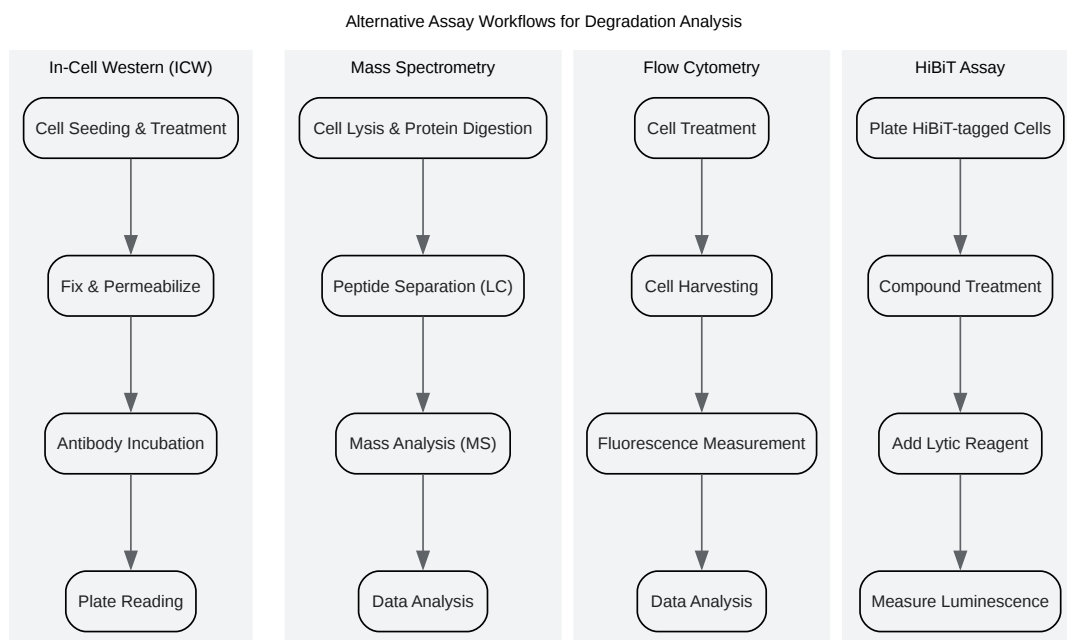 Alternative Assay Workflows for Degradation Analysis
In-Cell Western (ICW)
Cell Seeding & Treatment
Fix & Permeabilize
Antibody Incubation
Plate Reading
Mass Spectrometry
Cell Lysis & Protein Digestion
Peptide Separation (LC)
Mass Analysis (MS)
Data Analysis
Flow Cytometry
Cell Treatment
Cell Harvesting
Fluorescence Measurement
Data Analysis
HiBiT Assay
Plate HiBiT-tagged Cells
Compound Treatment
Add Lytic Reagent
Measure Luminescence